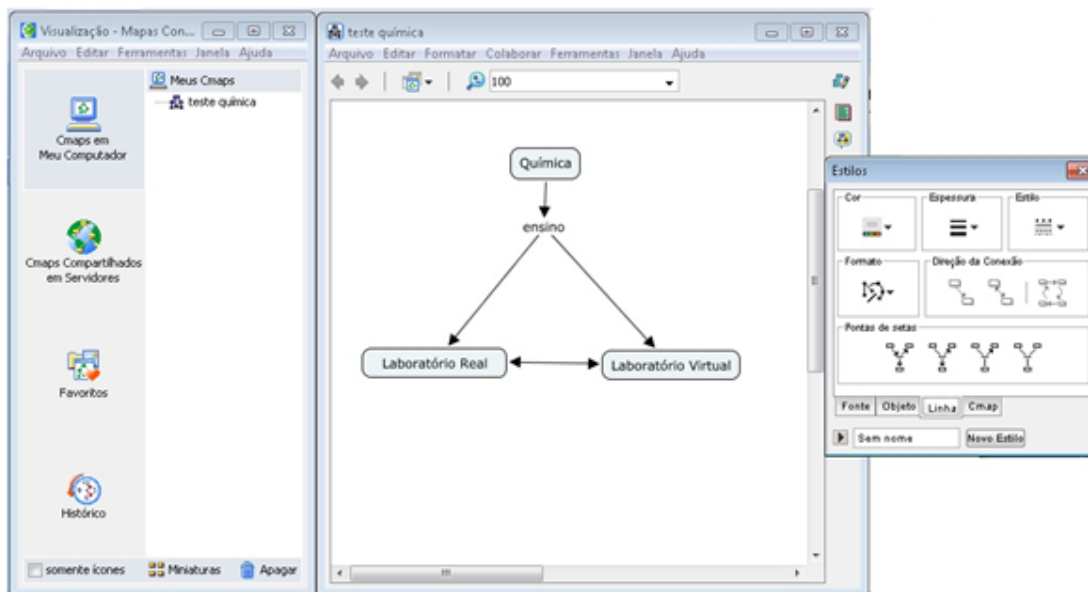 Visualização - Mapas Con...
Arquivo Editar Ferramentas Janela Ajuda
Cmaps em
Meu Computador
Cmaps Compartilhados
em Servidores
Favoritos
Histórico
Meus Cmaps
teste química
somente ícones Miniaturas Apagar
teste química
Arquivo Editar Formatar Colaborar Ferramentas Janela Ajuda
100
Química
ensino
Laboratório Real
Laboratório Virtual
Estilos
Cor Espessura Estilo
Formato Direção da Conexão
Pontas de setas
Fonte Objeto Linha Cmap
Sem nome Novo Estilo